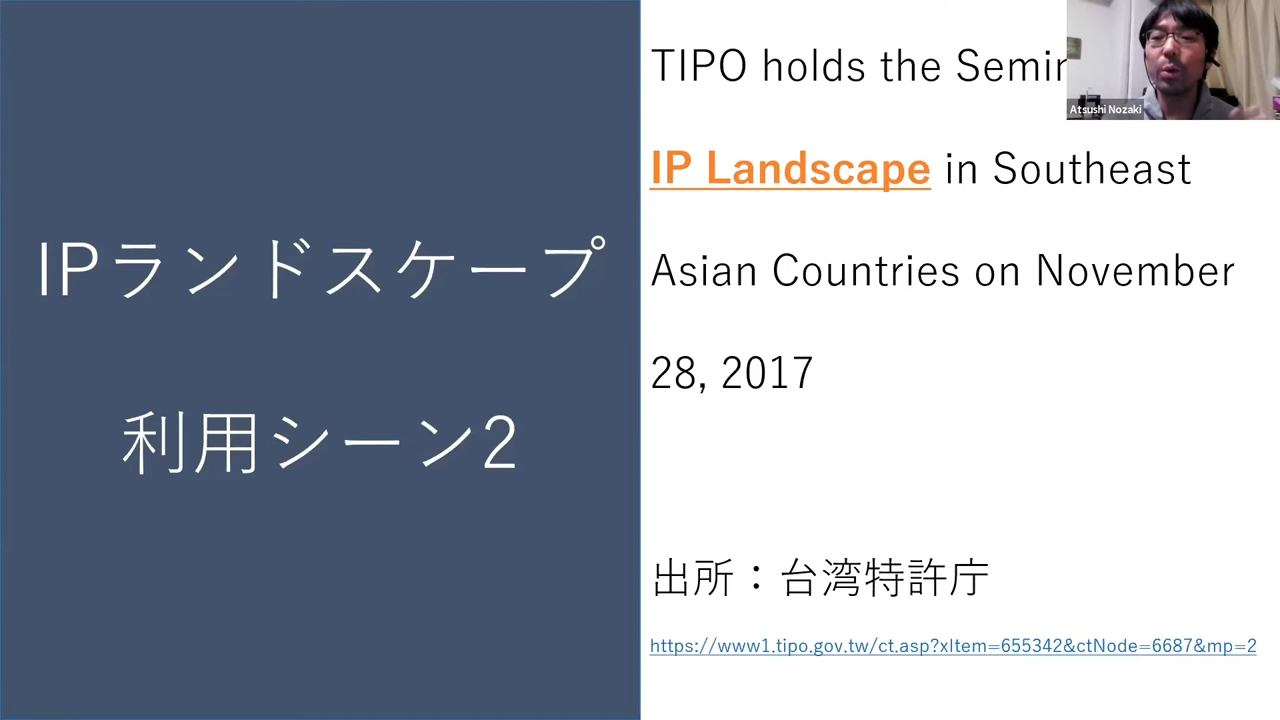 IPランドスケープ
利用シーン2
TIPO holds the
IP Landscape in Southeast
Asian Countries on November
28, 2017
出所：台湾特許庁
https://www1.tipo.gov.tw/ct.asp?xItem=655342&ctNode=6687&mp=2
Atsushi Nozaki